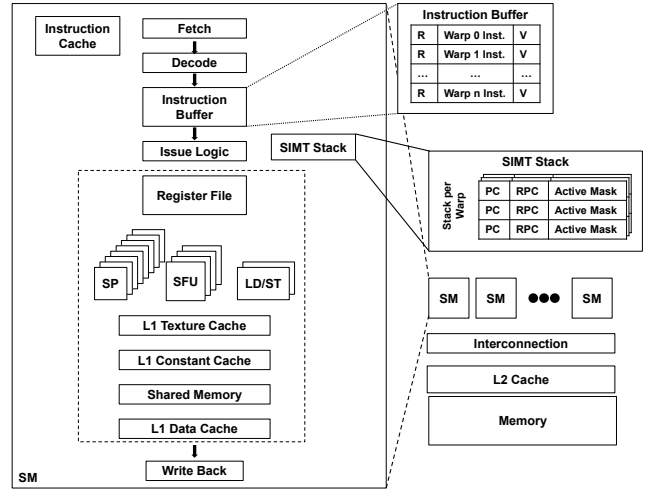 Instruction
Cache
Fetch
Decode
Instruction
Buffer
Issue Logic
Register File
SP
SFU
LD/ST
L1 Texture Cache
L1 Constant Cache
Shared Memory
L1 Data Cache
Write Back
SM
SIMT Stack
Instruction Buffer
R Warp 0 Inst. V
R Warp 1 Inst. V
... ... ...
R Warp n Inst. V
SIMT Stack
Stack per
Warp
PC RPC Active Mask
PC RPC Active Mask
PC RPC Active Mask
SM SM SM
Interconnection
L2 Cache
Memory